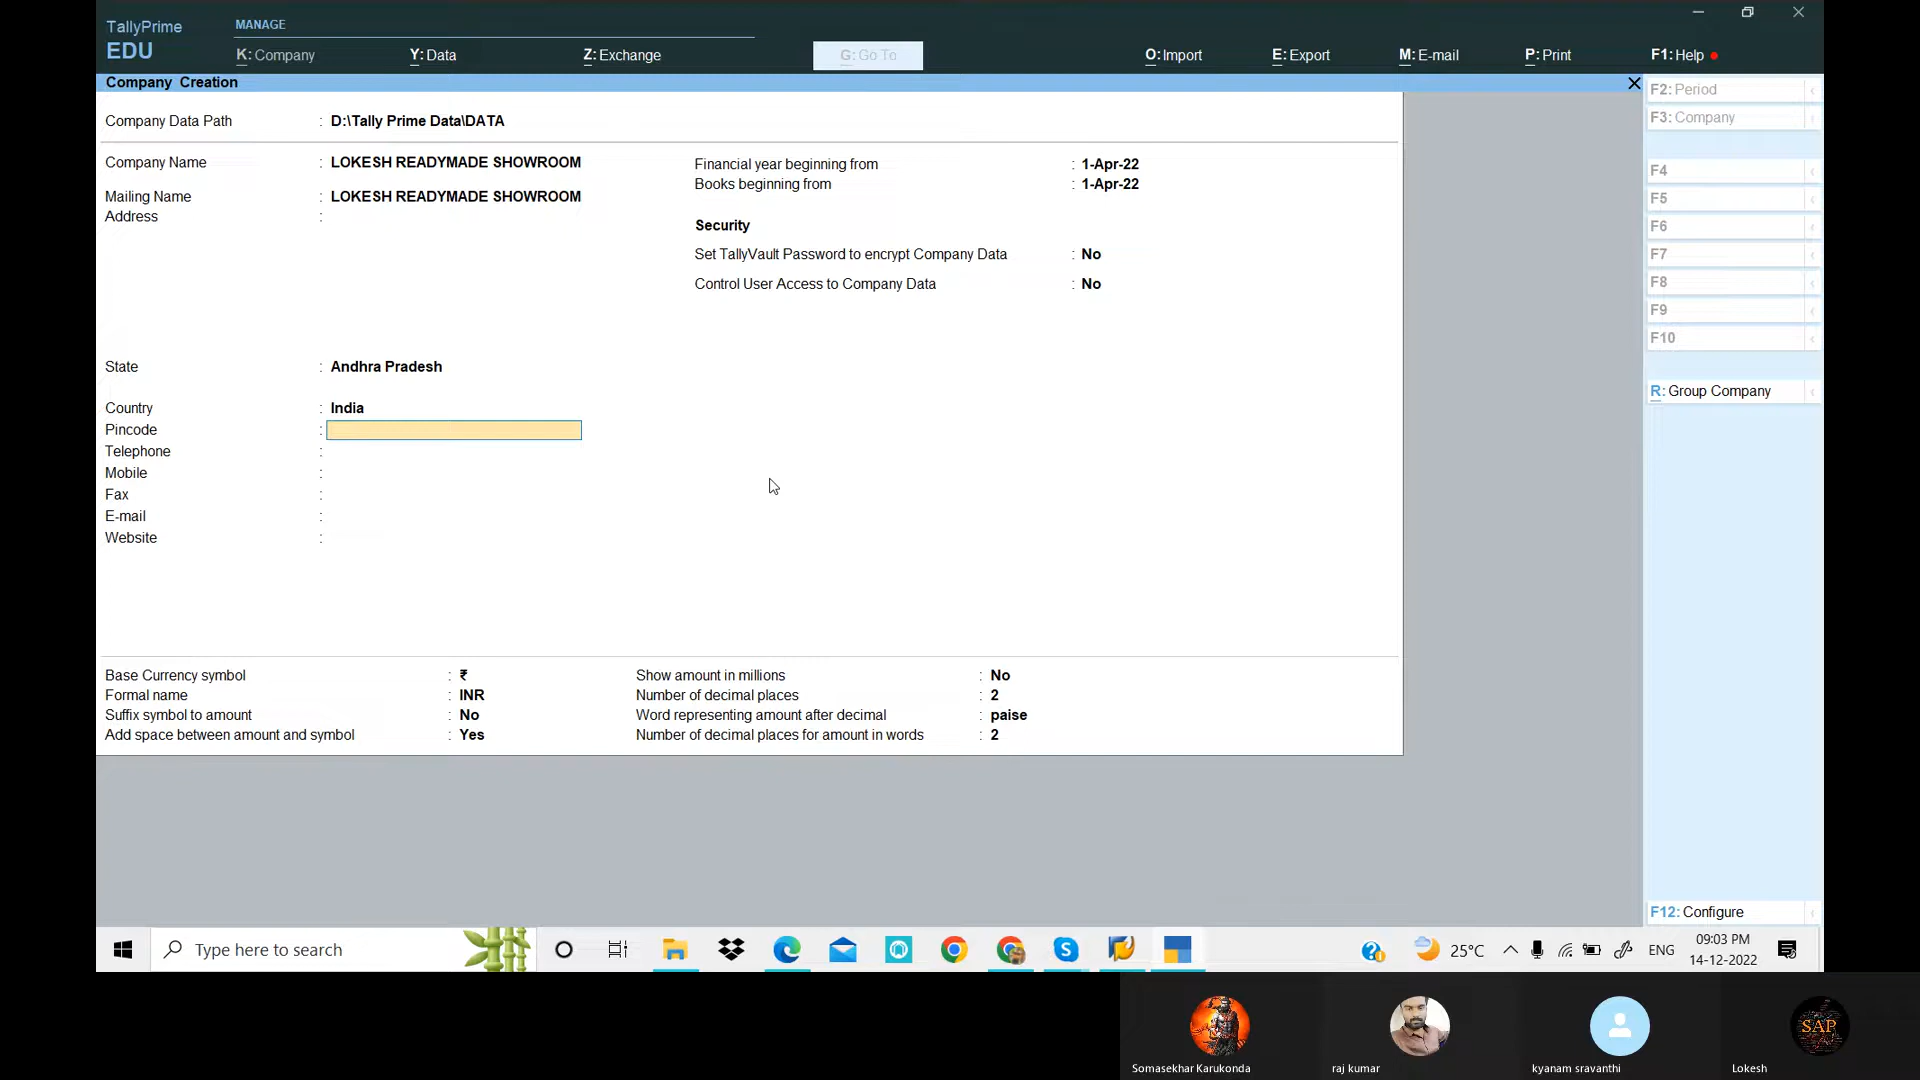 TallyPrime
EDU
MANAGE
K: Company
Y: Data
Z: Exchange
G: Go To
O: Import
E: Export
M: E-mail
P: Print
F1: Help
Company Creation
Company Data Path : D:\Tally Prime Data\DATA
Company Name : LOKESH READYMADE SHOWROOM
Mailing Name : LOKESH READYMADE SHOWROOM
Address :
Financial year beginning from : 1-Apr-22
Books beginning from : 1-Apr-22
Security
Set TallyVault Password to encrypt Company Data : No
Control User Access to Company Data : No
State : Andhra Pradesh
Country : India
Pincode :
Telephone :
Mobile :
Fax :
E-mail :
Website :
Base Currency symbol : ₹
Formal name : INR
Suffix symbol to amount : No
Add space between amount and symbol : Yes
Show amount in millions : No
Number of decimal places : 2
Word representing amount after decimal : paise
Number of decimal places for amount in words : 2
F2: Period
F3: Company
F4
F5
F6
F7
F8
F9
F10
R: Group Company
F12: Configure
Type here to search
25°C
ENG
09:03 PM
14-12-2022
SAP
Somasekhar Karukonda
raj kumar
kyanam sravanthi
Lokesh